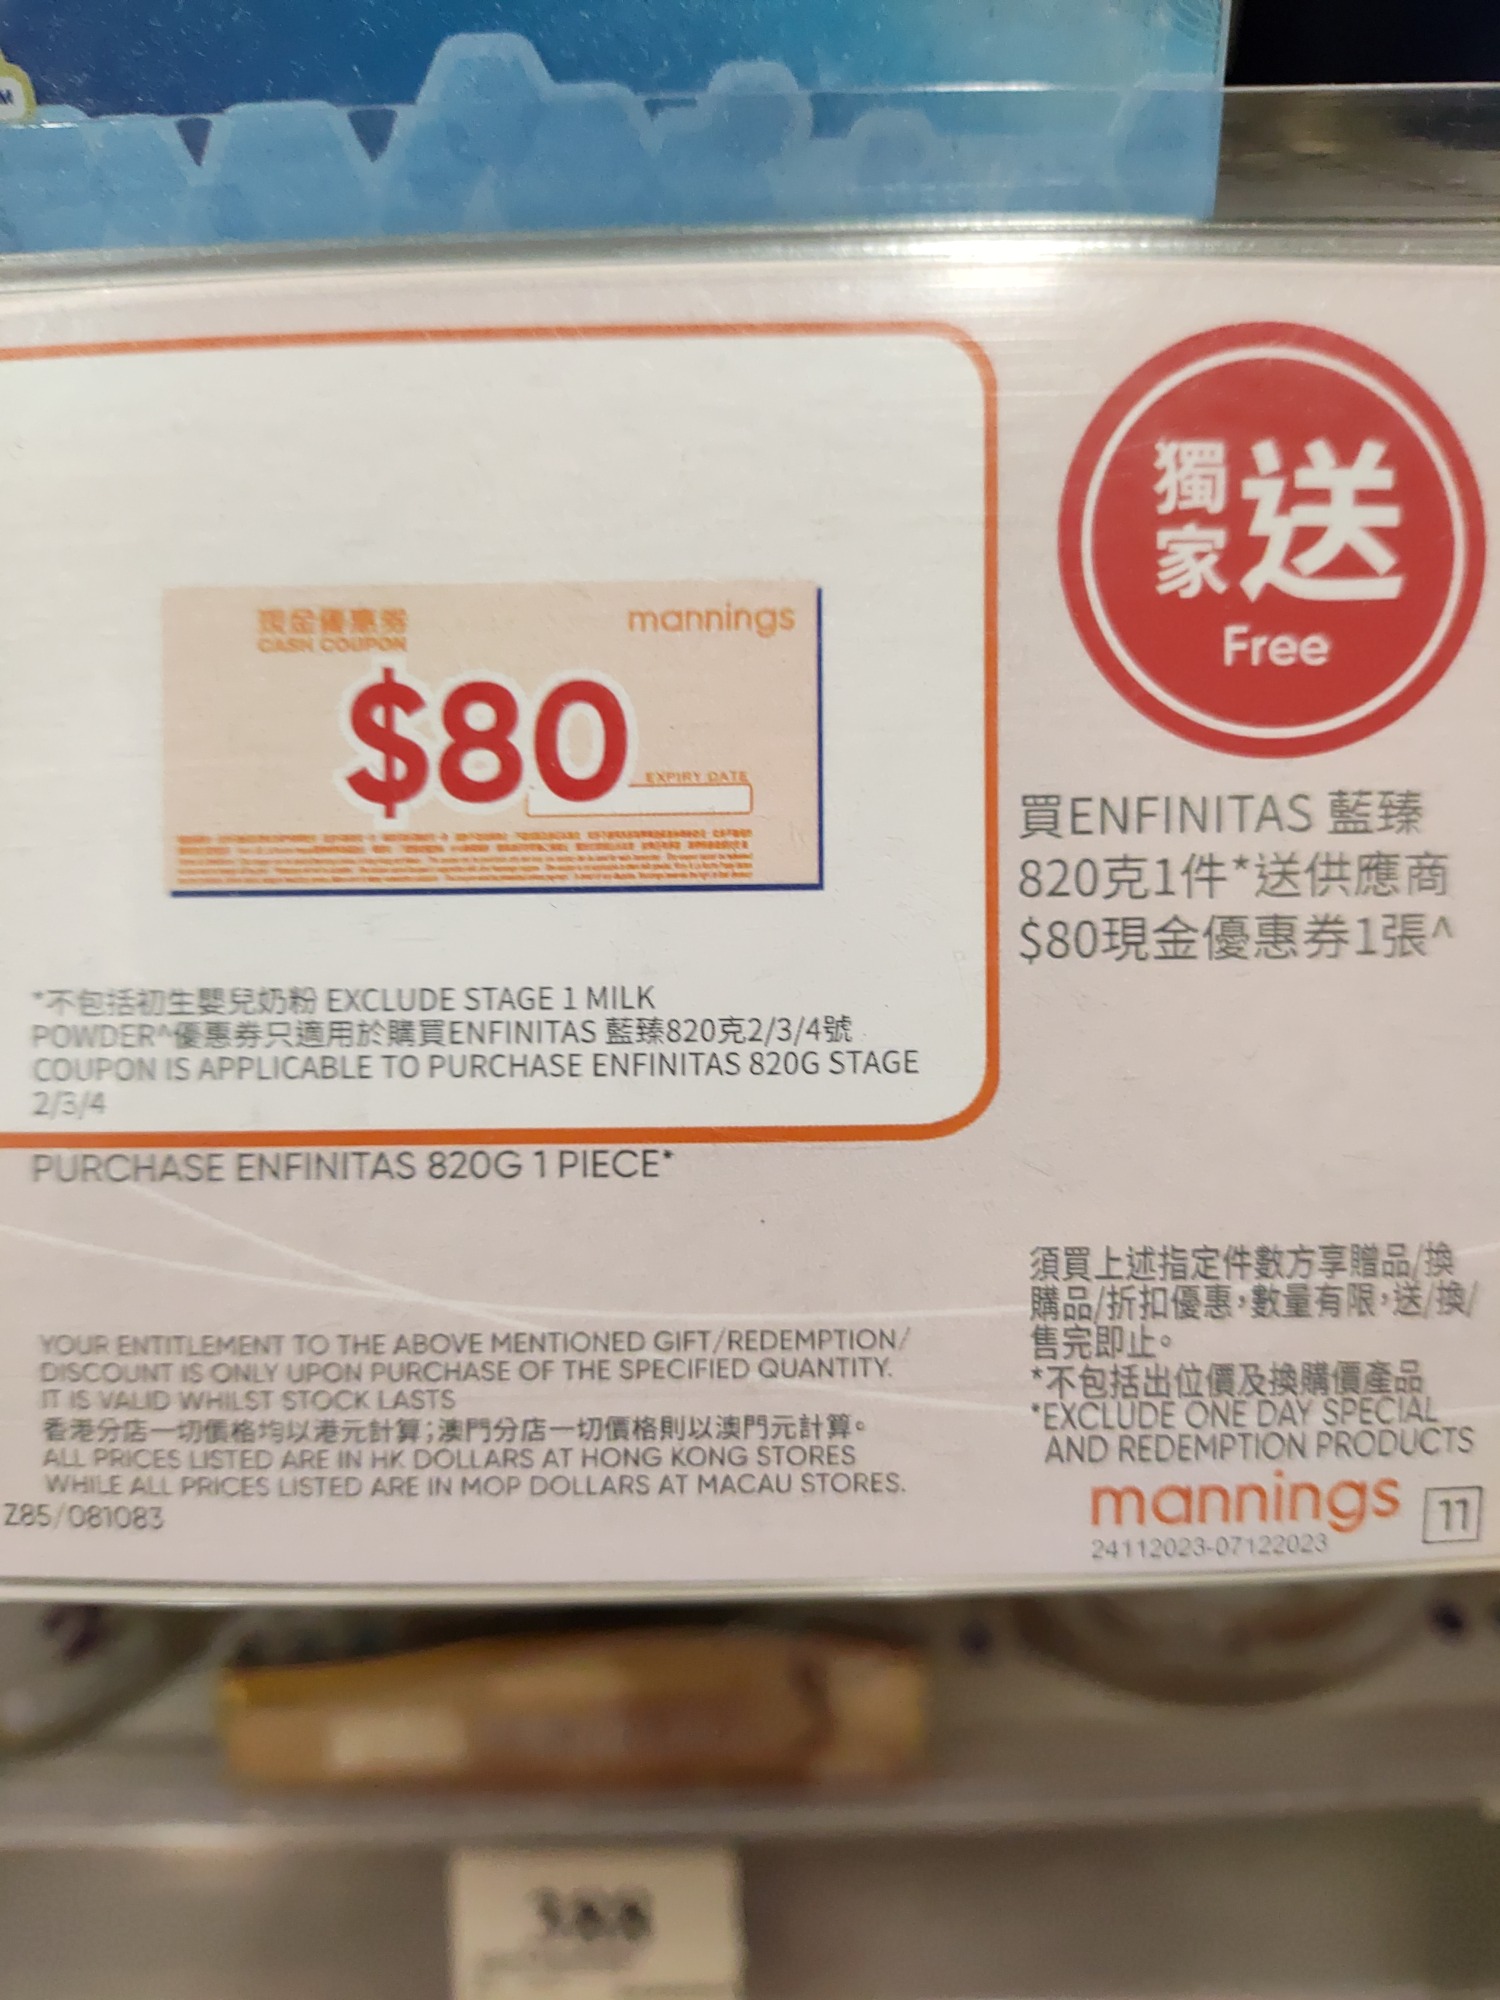 現金優惠券
CASH COUPON
mannings
$80
EXPIRY DATE
獨家送
Free
買ENFINITAS 藍臻
820克1件*送供應商
$80現金優惠券1張^
*不包括初生嬰兒奶粉 EXCLUDE STAGE 1 MILK
POWDER^優惠券只適用於購買ENFINITAS 藍臻820克2/3/4號
COUPON IS APPLICABLE TO PURCHASE ENFINITAS 820G STAGE
2/3/4
PURCHASE ENFINITAS 820G 1 PIECE*
須買上述指定件數方享贈品/換
購品/折扣優惠，數量有限，送/換/
售完即止。
*不包括出位價及換購價產品
*EXCLUDE ONE DAY SPECIAL
AND REDEMPTION PRODUCTS
YOUR ENTITLEMENT TO THE ABOVE MENTIONED GIFT/REDEMPTION/
DISCOUNT IS ONLY UPON PURCHASE OF THE SPECIFIED QUANTITY.
IT IS VALID WHILST STOCK LASTS
香港分店一切價格均以港元計算；澳門分店一切價格則以澳門元計算。
ALL PRICES LISTED ARE IN HK DOLLARS AT HONG KONG STORES
WHILE ALL PRICES LISTED ARE IN MOP DOLLARS AT MACAU STORES.
Z85/081083
mannings 11
24112023-07122023